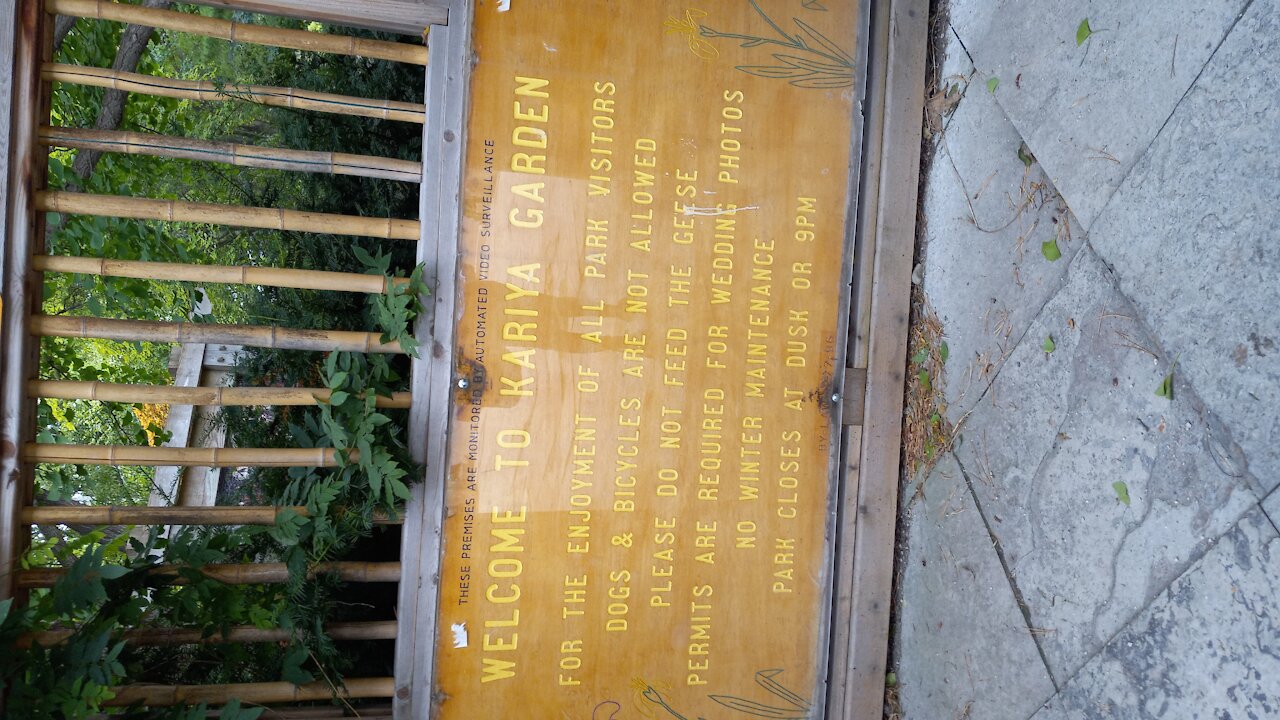 THESE PREMISES ARE MONITORED BY AUTOMATED VIDEO SURVEILLANCE
WELCOME TO KARIYA GARDEN
FOR THE ENJOYMENT OF ALL PARK VISITORS
DOGS & BICYCLES ARE NOT ALLOWED
PLEASE DO NOT FEED THE GEESE
PERMITS ARE REQUIRED FOR WEDDING PHOTOS
NO WINTER MAINTENANCE
PARK CLOSES AT DUSK OR 9PM